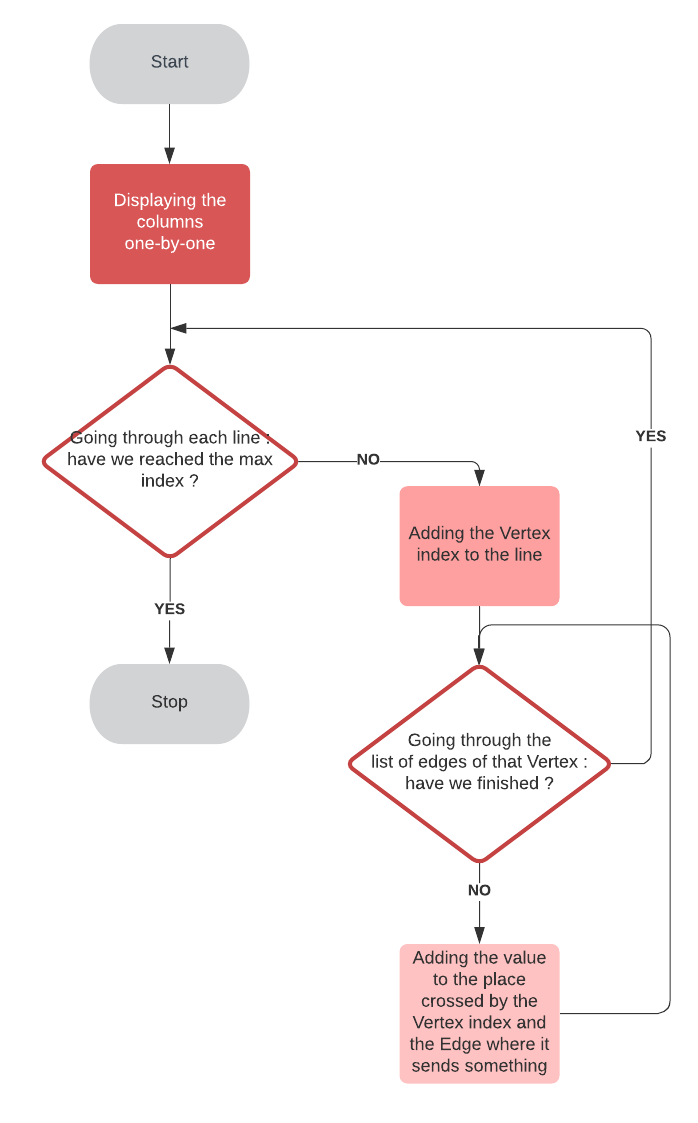 Start
Displaying the
columns
one-by-one
Going through each line :
have we reached the max
index ?
NO
YES
Adding the Vertex
index to the line
YES
Stop
Going through the
list of edges of that Vertex :
have we finished ?
NO
Adding the value
to the place
crossed by the
Vertex index and
the Edge where it
sends something